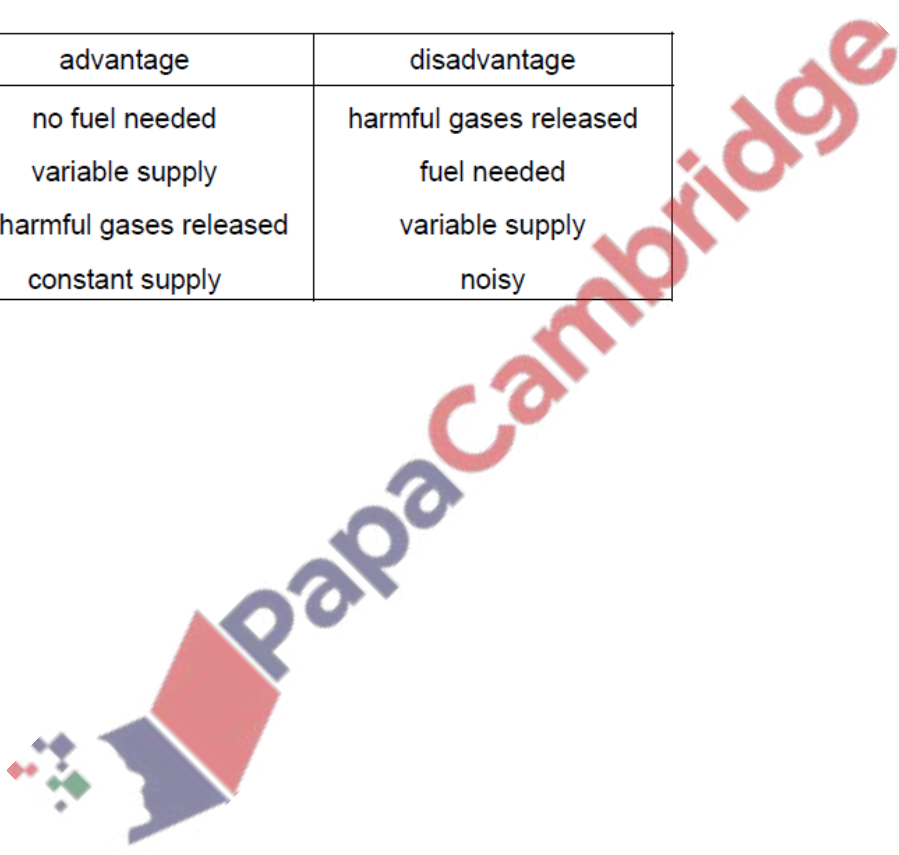 advantage disadvantage
no fuel needed harmful gases released
variable supply fuel needed
harmful gases released variable supply
constant supply noisy
PapaCambridge